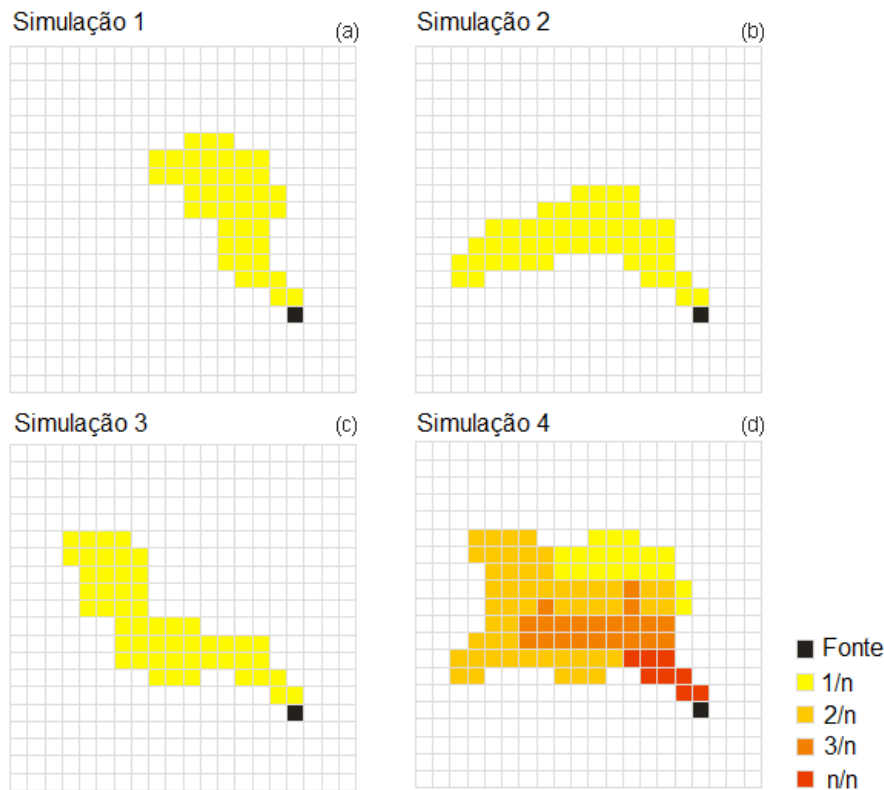 Simulação 1 (a)
Simulação 2 (b)
Simulação 3 (c)
Simulação 4 (d)
Fonte
1/n
2/n
3/n
n/n